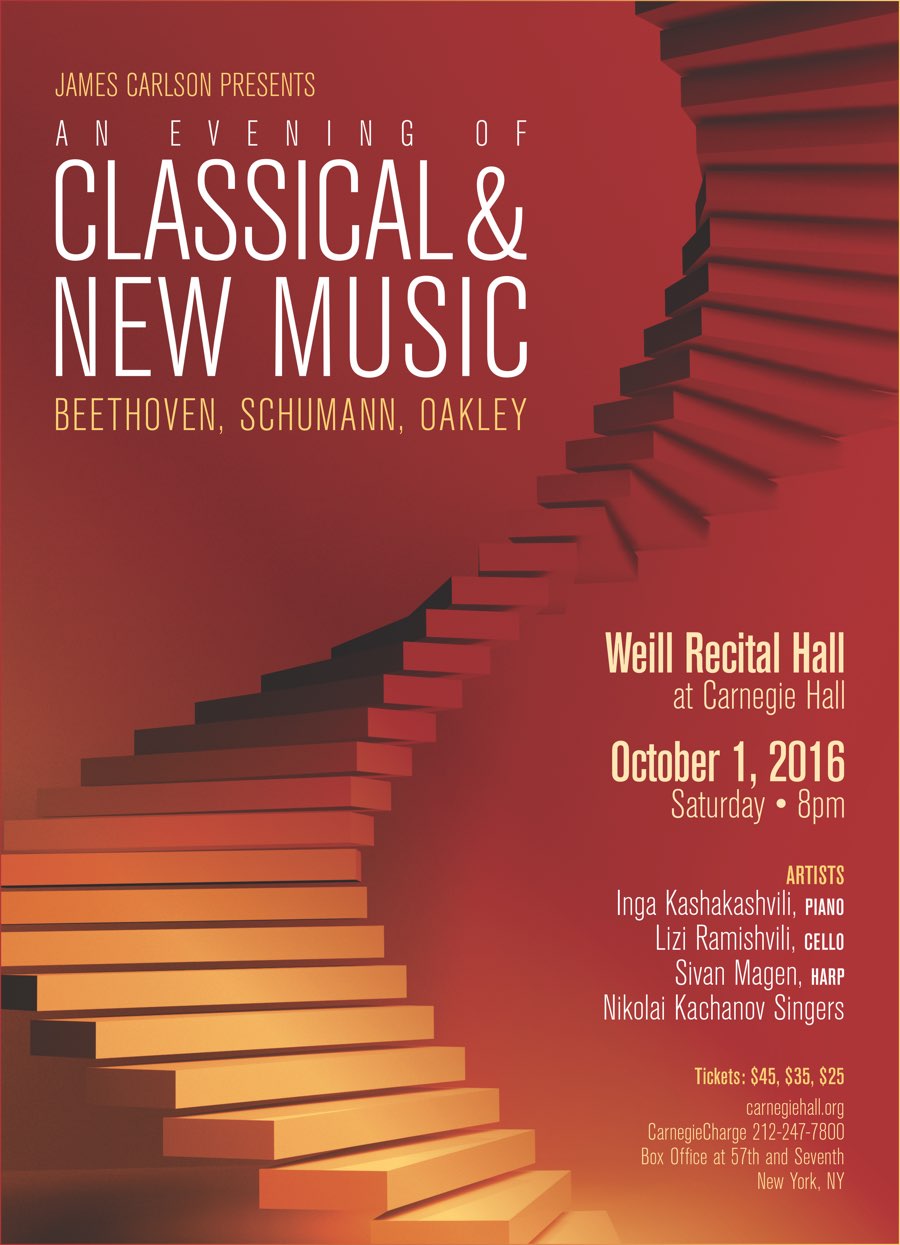 JAMES CARLSON PRESENTS
AN EVENING OF
CLASSICAL &
NEW MUSIC
BEETHOVEN, SCHUMANN, OAKLEY
Weill Recital Hall
at Carnegie Hall
October 1, 2016
Saturday • 8pm
ARTISTS
Inga Kashakashvili, PIANO
Lizi Ramishvili, CELLO
Sivan Magen, HARP
Nikolai Kachanov Singers
Tickets: $45, $35, $25
carnegiehall.org
CarnegieCharge 212-247-7800
Box Office at 57th and Seventh
New York, NY